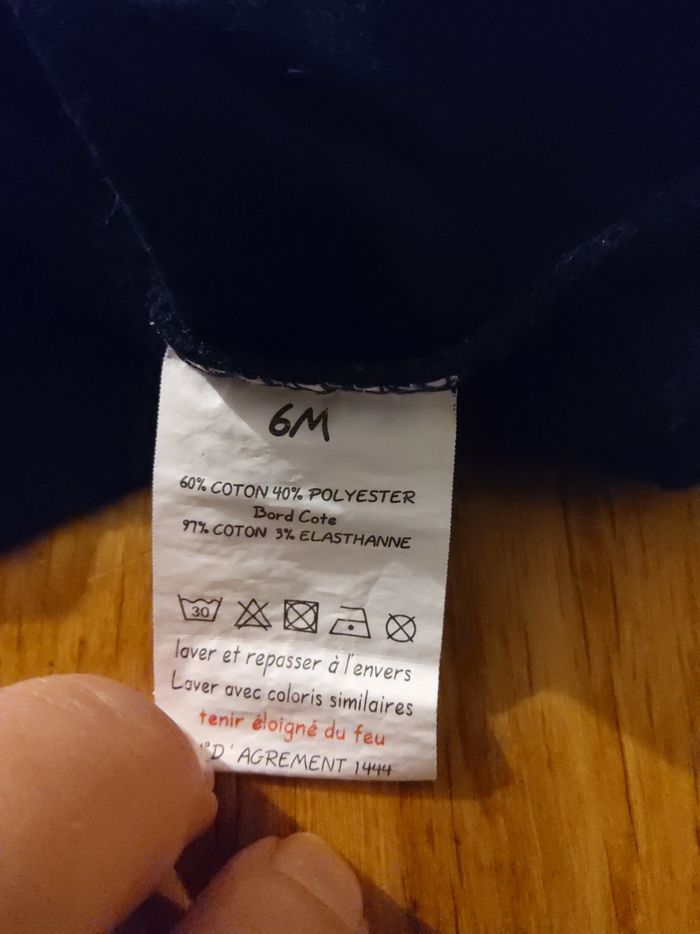 6M
60% COTON 40% POLYESTER
Bord Cote
97% COTON 3% ELASTHANNE
30
laver et repasser à l'envers
Laver avec coloris similaires
tenir éloigné du feu
°D' AGREMENT 1444